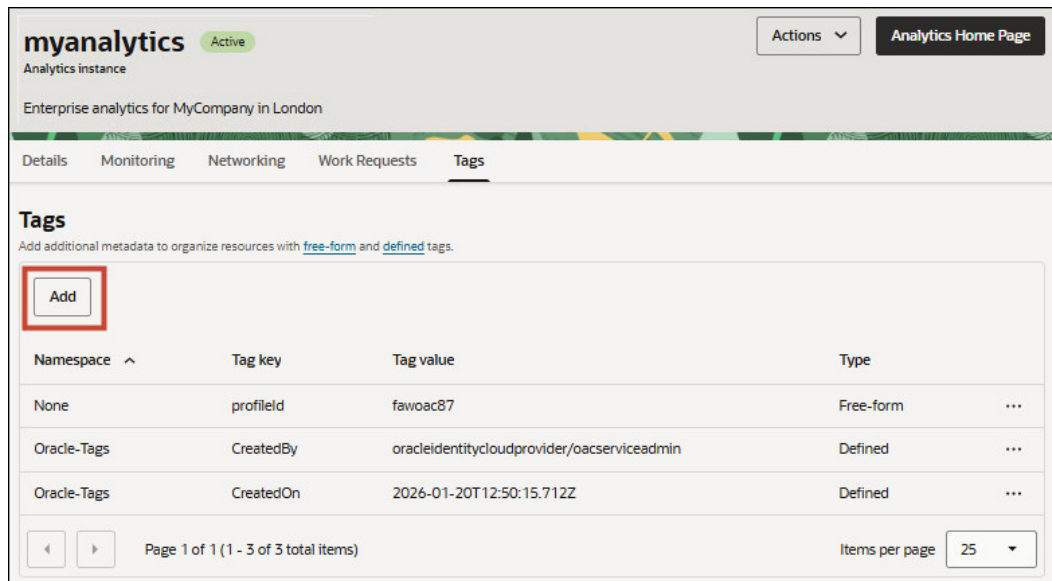 myanalytics Active Actions Analytics Home Page
Analytics instance
Enterprise analytics for MyCompany in London
Details Monitoring Networking Work Requests Tags
Tags
Add additional metadata to organize resources with free-form and defined tags.
Add
Namespace Tag key Tag value Type
None profileId fawoac87 Free-form ...
Oracle-Tags CreatedBy oracleidentitycloudprovider/oacserviceadmin Defined ...
Oracle-Tags CreatedOn 2026-01-20T12:50:15.712Z Defined ...
Page 1 of 1 (1 - 3 of 3 total items) Items per page 25